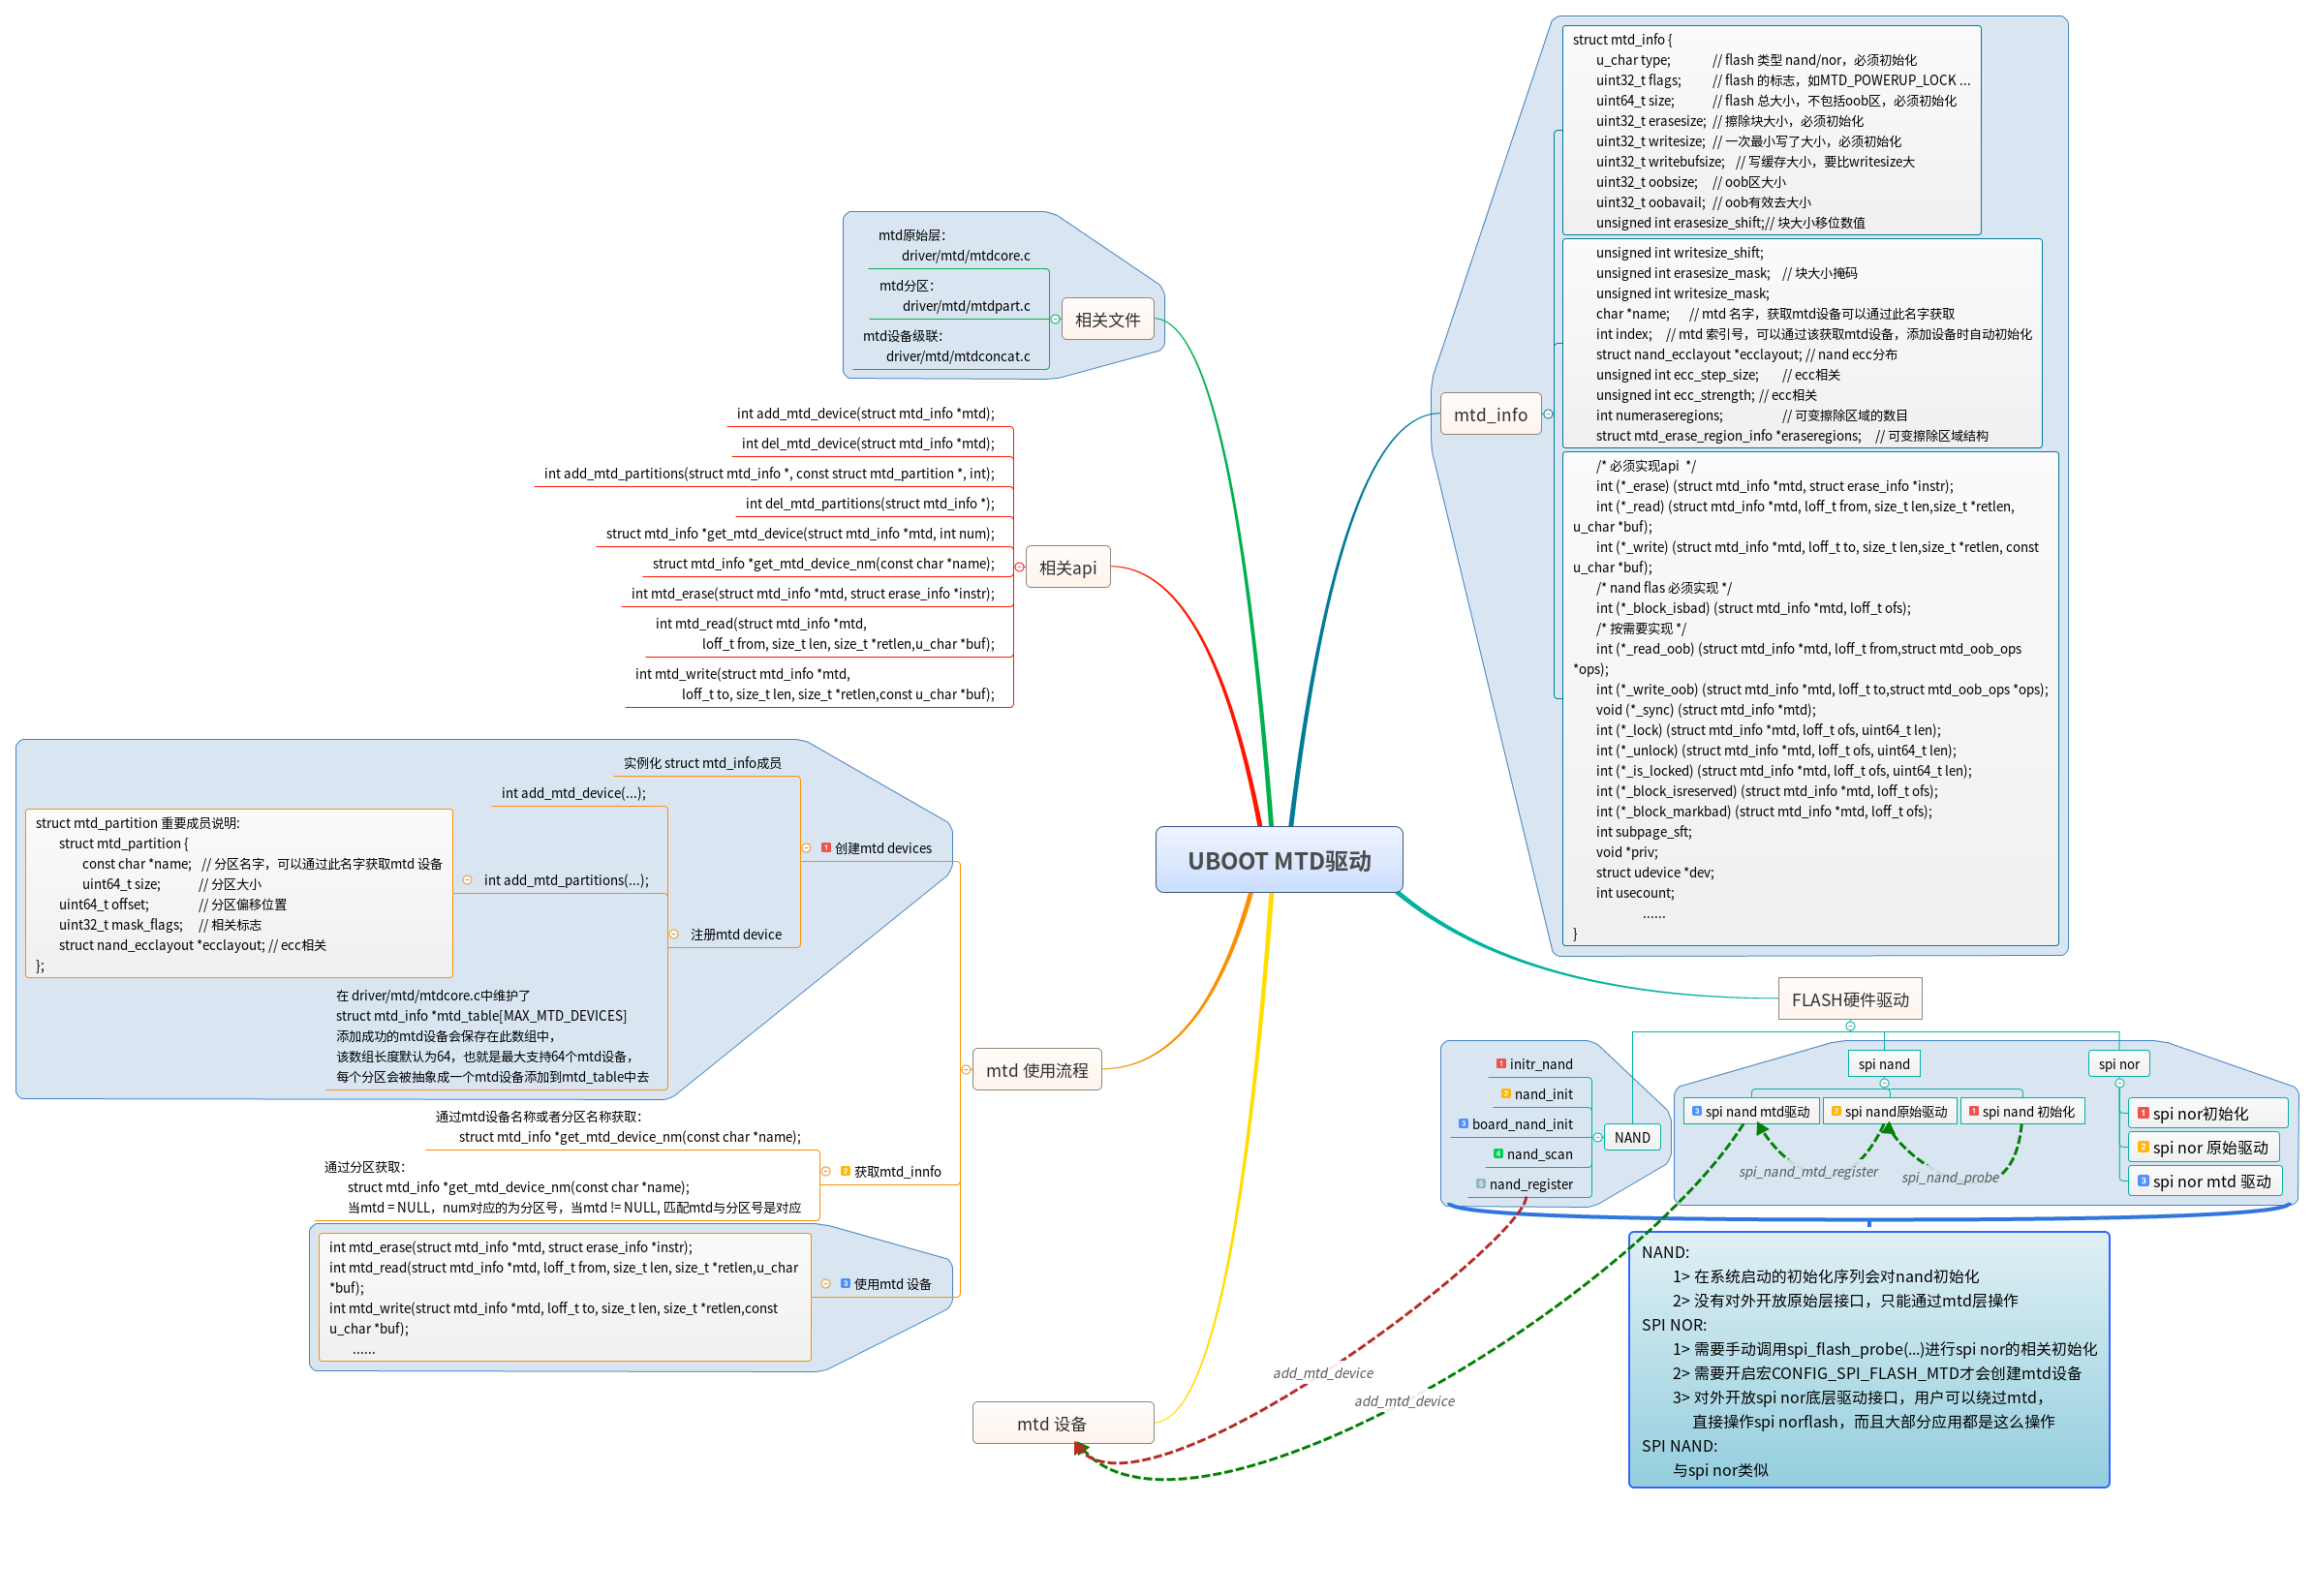 UBOOT MTD驱动
相关文件
mtd原始层：
driver/mtd/mtdcore.c
mtd分区：
driver/mtd/mtdpart.c
mtd设备级联：
driver/mtd/mtdconcat.c
相关api
int add_mtd_device(struct mtd_info *mtd);
int del_mtd_device(struct mtd_info *mtd);
int add_mtd_partitions(struct mtd_info *, const struct mtd_partition *, int);
int del_mtd_partitions(struct mtd_info *);
struct mtd_info *get_mtd_device(struct mtd_info *mtd, int num);
struct mtd_info *get_mtd_device_nm(const char *name);
int mtd_erase(struct mtd_info *mtd, struct erase_info *instr);
int mtd_read(struct mtd_info *mtd,
loff_t from, size_t len, size_t *retlen,u_char *buf);
int mtd_write(struct mtd_info *mtd,
loff_t to, size_t len, size_t *retlen,const u_char *buf);
mtd 使用流程
1 创建mtd devices
实例化 struct mtd_info成员
注册mtd device
int add_mtd_device(...);
int add_mtd_partitions(...);
struct mtd_partition 重要成员说明:
struct mtd_partition {
const char *name; // 分区名字，可以通过此名字获取mtd 设备
uint64_t size; // 分区大小
uint64_t offset; // 分区偏移位置
uint32_t mask_flags; // 相关标志
struct nand_ecclayout *ecclayout; // ecc相关
};
在 driver/mtd/mtdcore.c中维护了
struct mtd_info *mtd_table[MAX_MTD_DEVICES]
添加成功的mtd设备会保存在此数组中，
该数组长度默认为64，也就是最大支持64个mtd设备，
每个分区会被抽象成一个mtd设备添加到mtd_table中去
2 获取mtd_innfo
通过mtd设备名称或者分区名称获取：
struct mtd_info *get_mtd_device_nm(const char *name);
通过分区获取：
struct mtd_info *get_mtd_device_nm(const char *name);
当mtd = NULL，num对应的为分区号，当mtd != NULL, 匹配mtd与分区号是对应
3 使用mtd 设备
int mtd_erase(struct mtd_info *mtd, struct erase_info *instr);
int mtd_read(struct mtd_info *mtd, loff_t from, size_t len, size_t *retlen,u_char
*buf);
int mtd_write(struct mtd_info *mtd, loff_t to, size_t len, size_t *retlen,const
u_char *buf);
......
mtd 设备
add_mtd_device
add_mtd_device
mtd_info
struct mtd_info {
u_char type; // flash 类型 nand/nor，必须初始化
uint32_t flags; // flash 的标志，如MTD_POWERUP_LOCK ...
uint64_t size; // flash 总大小，不包括oob区，必须初始化
uint32_t erasesize; // 擦除块大小，必须初始化
uint32_t writesize; // 一次最小写了大小，必须初始化
uint32_t writebufsize; // 写缓存大小，要比writesize大
uint32_t oobsize; // oob区大小
uint32_t oobavail; // oob有效去大小
unsigned int erasesize_shift;// 块大小移位数值
unsigned int writesize_shift;
unsigned int erasesize_mask; // 块大小掩码
unsigned int writesize_mask;
char *name; // mtd 名字，获取mtd设备可以通过此名字获取
int index; // mtd 索引号，可以通过该获取mtd设备，添加设备时自动初始化
struct nand_ecclayout *ecclayout; // nand ecc分布
unsigned int ecc_step_size; // ecc相关
unsigned int ecc_strength; // ecc相关
int numeraseregions; // 可变擦除区域的数目
struct mtd_erase_region_info *eraseregions; // 可变擦除区域结构
/* 必须实现api */
int (*_erase) (struct mtd_info *mtd, struct erase_info *instr);
int (*_read) (struct mtd_info *mtd, loff_t from, size_t len,size_t *retlen,
u_char *buf);
int (*_write) (struct mtd_info *mtd, loff_t to, size_t len,size_t *retlen, const
u_char *buf);
/* nand flas 必须实现 */
int (*_block_isbad) (struct mtd_info *mtd, loff_t ofs);
/* 按需要实现 */
int (*_read_oob) (struct mtd_info *mtd, loff_t from,struct mtd_oob_ops
*ops);
int (*_write_oob) (struct mtd_info *mtd, loff_t to,struct mtd_oob_ops *ops);
void (*_sync) (struct mtd_info *mtd);
int (*_lock) (struct mtd_info *mtd, loff_t ofs, uint64_t len);
int (*_unlock) (struct mtd_info *mtd, loff_t ofs, uint64_t len);
int (*_is_locked) (struct mtd_info *mtd, loff_t ofs, uint64_t len);
int (*_block_isreserved) (struct mtd_info *mtd, loff_t ofs);
int (*_block_markbad) (struct mtd_info *mtd, loff_t ofs);
int subpage_sft;
void *priv;
struct udevice *dev;
int usecount;
......
}
FLASH硬件驱动
NAND
1 initr_nand
2 nand_init
3 board_nand_init
4 nand_scan
5 nand_register
spi nand
3 spi nand mtd驱动
2 spi nand原始驱动
1 spi nand 初始化
spi_nand_mtd_register
spi_nand_probe
spi nor
1 spi nor初始化
2 spi nor 原始驱动
3 spi nor mtd 驱动
NAND:
1> 在系统启动的初始化序列会对nand初始化
2> 没有对外开放原始层接口，只能通过mtd层操作
SPI NOR:
1> 需要手动调用spi_flash_probe(...)进行spi nor的相关初始化
2> 需要开启宏CONFIG_SPI_FLASH_MTD才会创建mtd设备
3> 对外开放spi nor底层驱动接口，用户可以绕过mtd，
直接操作spi norflash，而且大部分应用都是这么操作
SPI NAND:
与spi nor类似